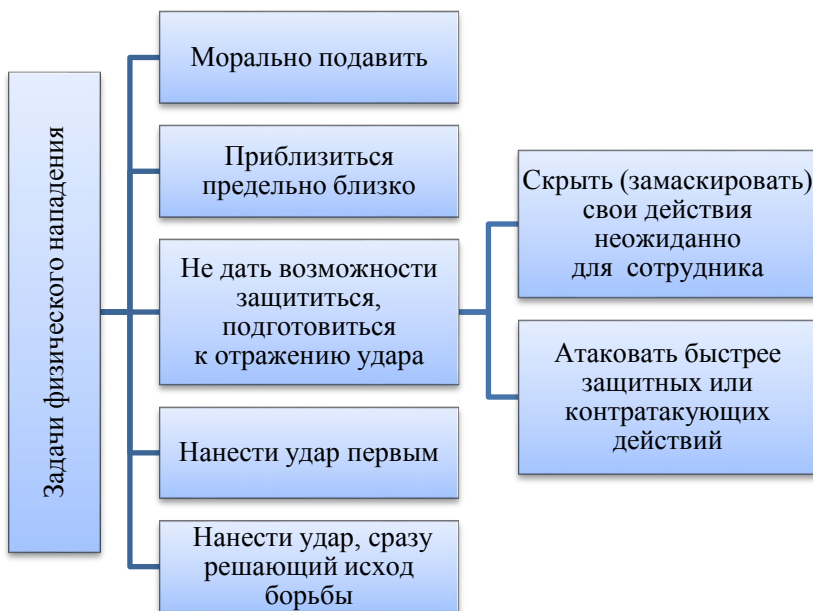 Задачи физического нападения
Морально подавить
Приблизиться
предельно близко
Не дать возможности
защититься,
подготовиться
к отражению удара
Нанести удар первым
Нанести удар, сразу
решающий исход
борьбы
Скрыть (замаскировать)
свои действия
неожиданно
для сотрудника
Атаковать быстрее
защитных или
контратакующих
действий